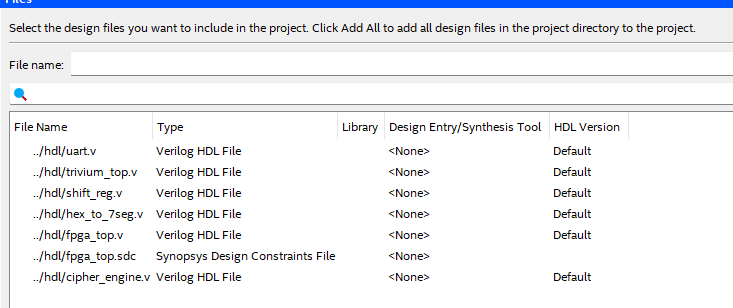 Files
Select the design files you want to include in the project. Click Add All to add all design files in the project directory to the project.
File name:
File Name Type Library Design Entry/Synthesis Tool HDL Version
../hdl/uart.v Verilog HDL File <None> Default
../hdl/trivium_top.v Verilog HDL File <None> Default
../hdl/shift_reg.v Verilog HDL File <None> Default
../hdl/hex_to_7seg.v Verilog HDL File <None> Default
../hdl/fpga_top.v Verilog HDL File <None> Default
../hdl/fpga_top.sdc Synopsys Design Constraints File <None>
../hdl/cipher_engine.v Verilog HDL File <None> Default